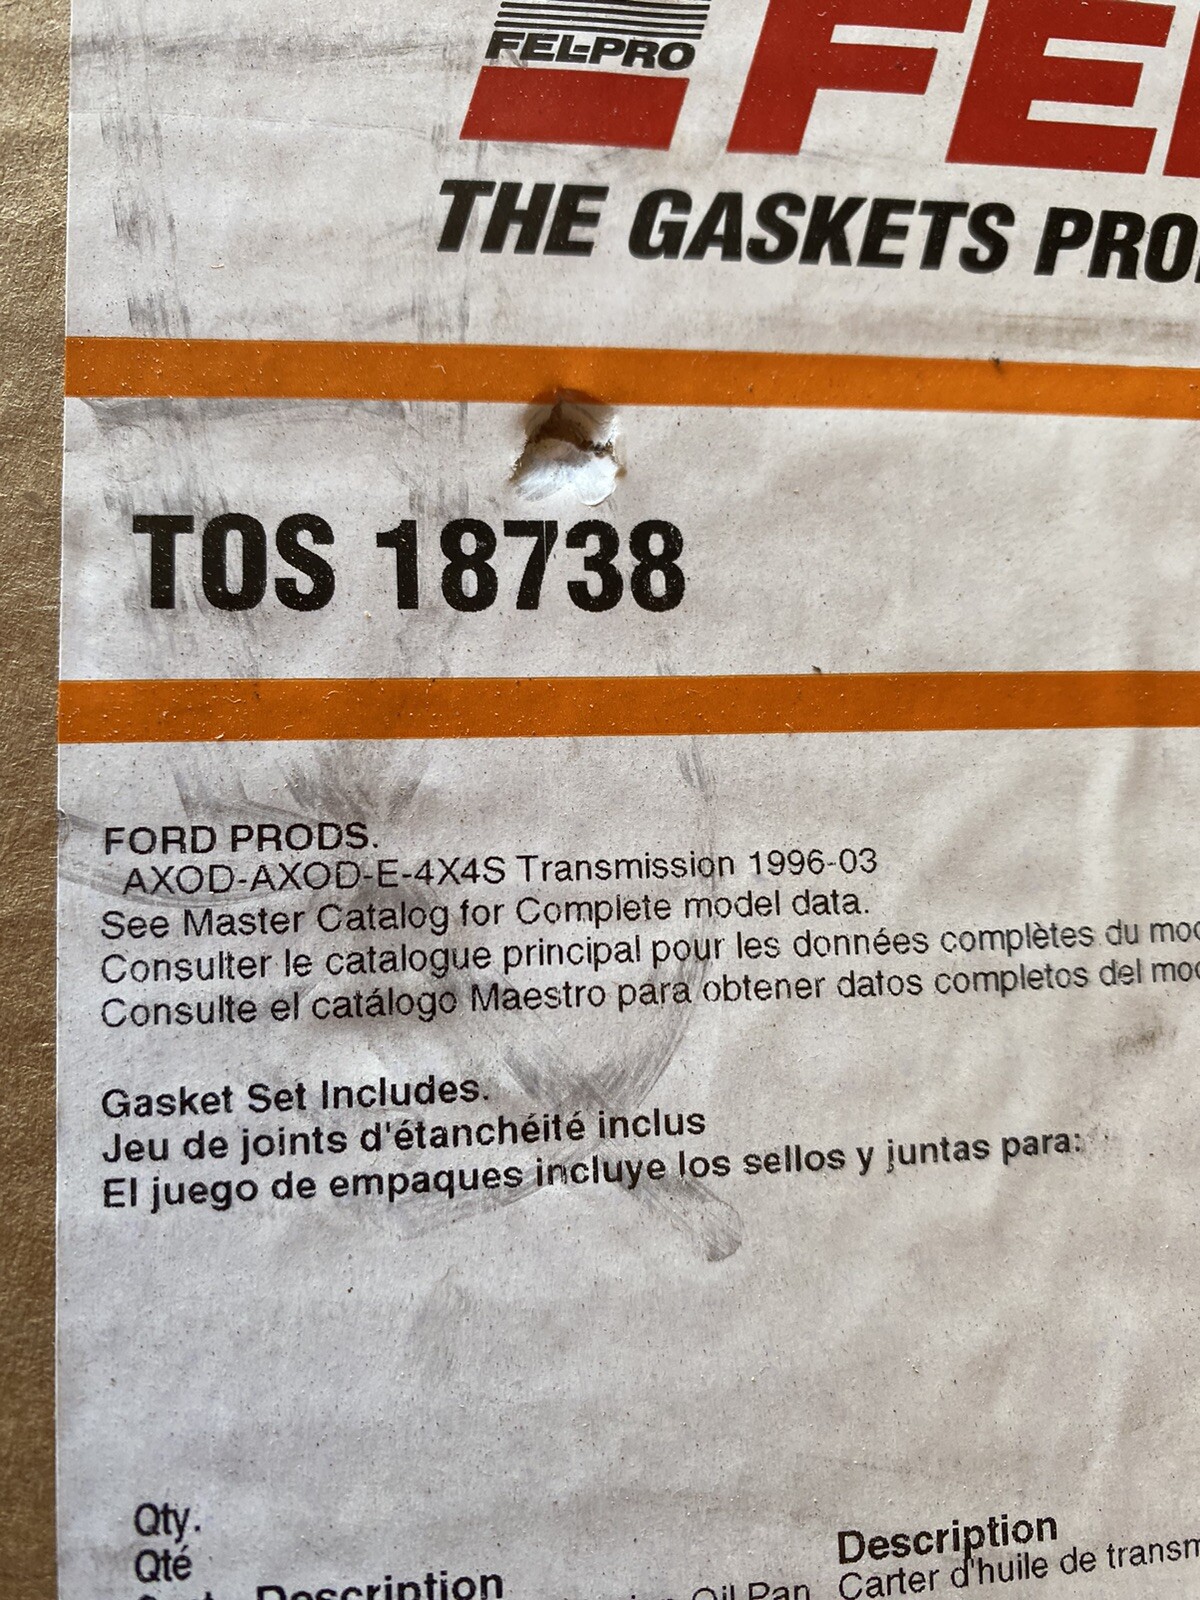 FEL-PRO
THE GASKETS
TOS 18738
FORD PRODS.
AXOD-AXOD-E-4X4S Transmission 1996-03
See Master Catalog for Complete model data.
Consulter le catalogue principal pour les données complètes du
Consulte el catálogo Maestro para obtener datos completos del
Gasket Set Includes.
Jeu de joints d'étanchéité inclus
El juego de empaques incluye los sellos y juntas para:
Qty.
Qté
Description
Oil Pan
Description
Carter d'huile de